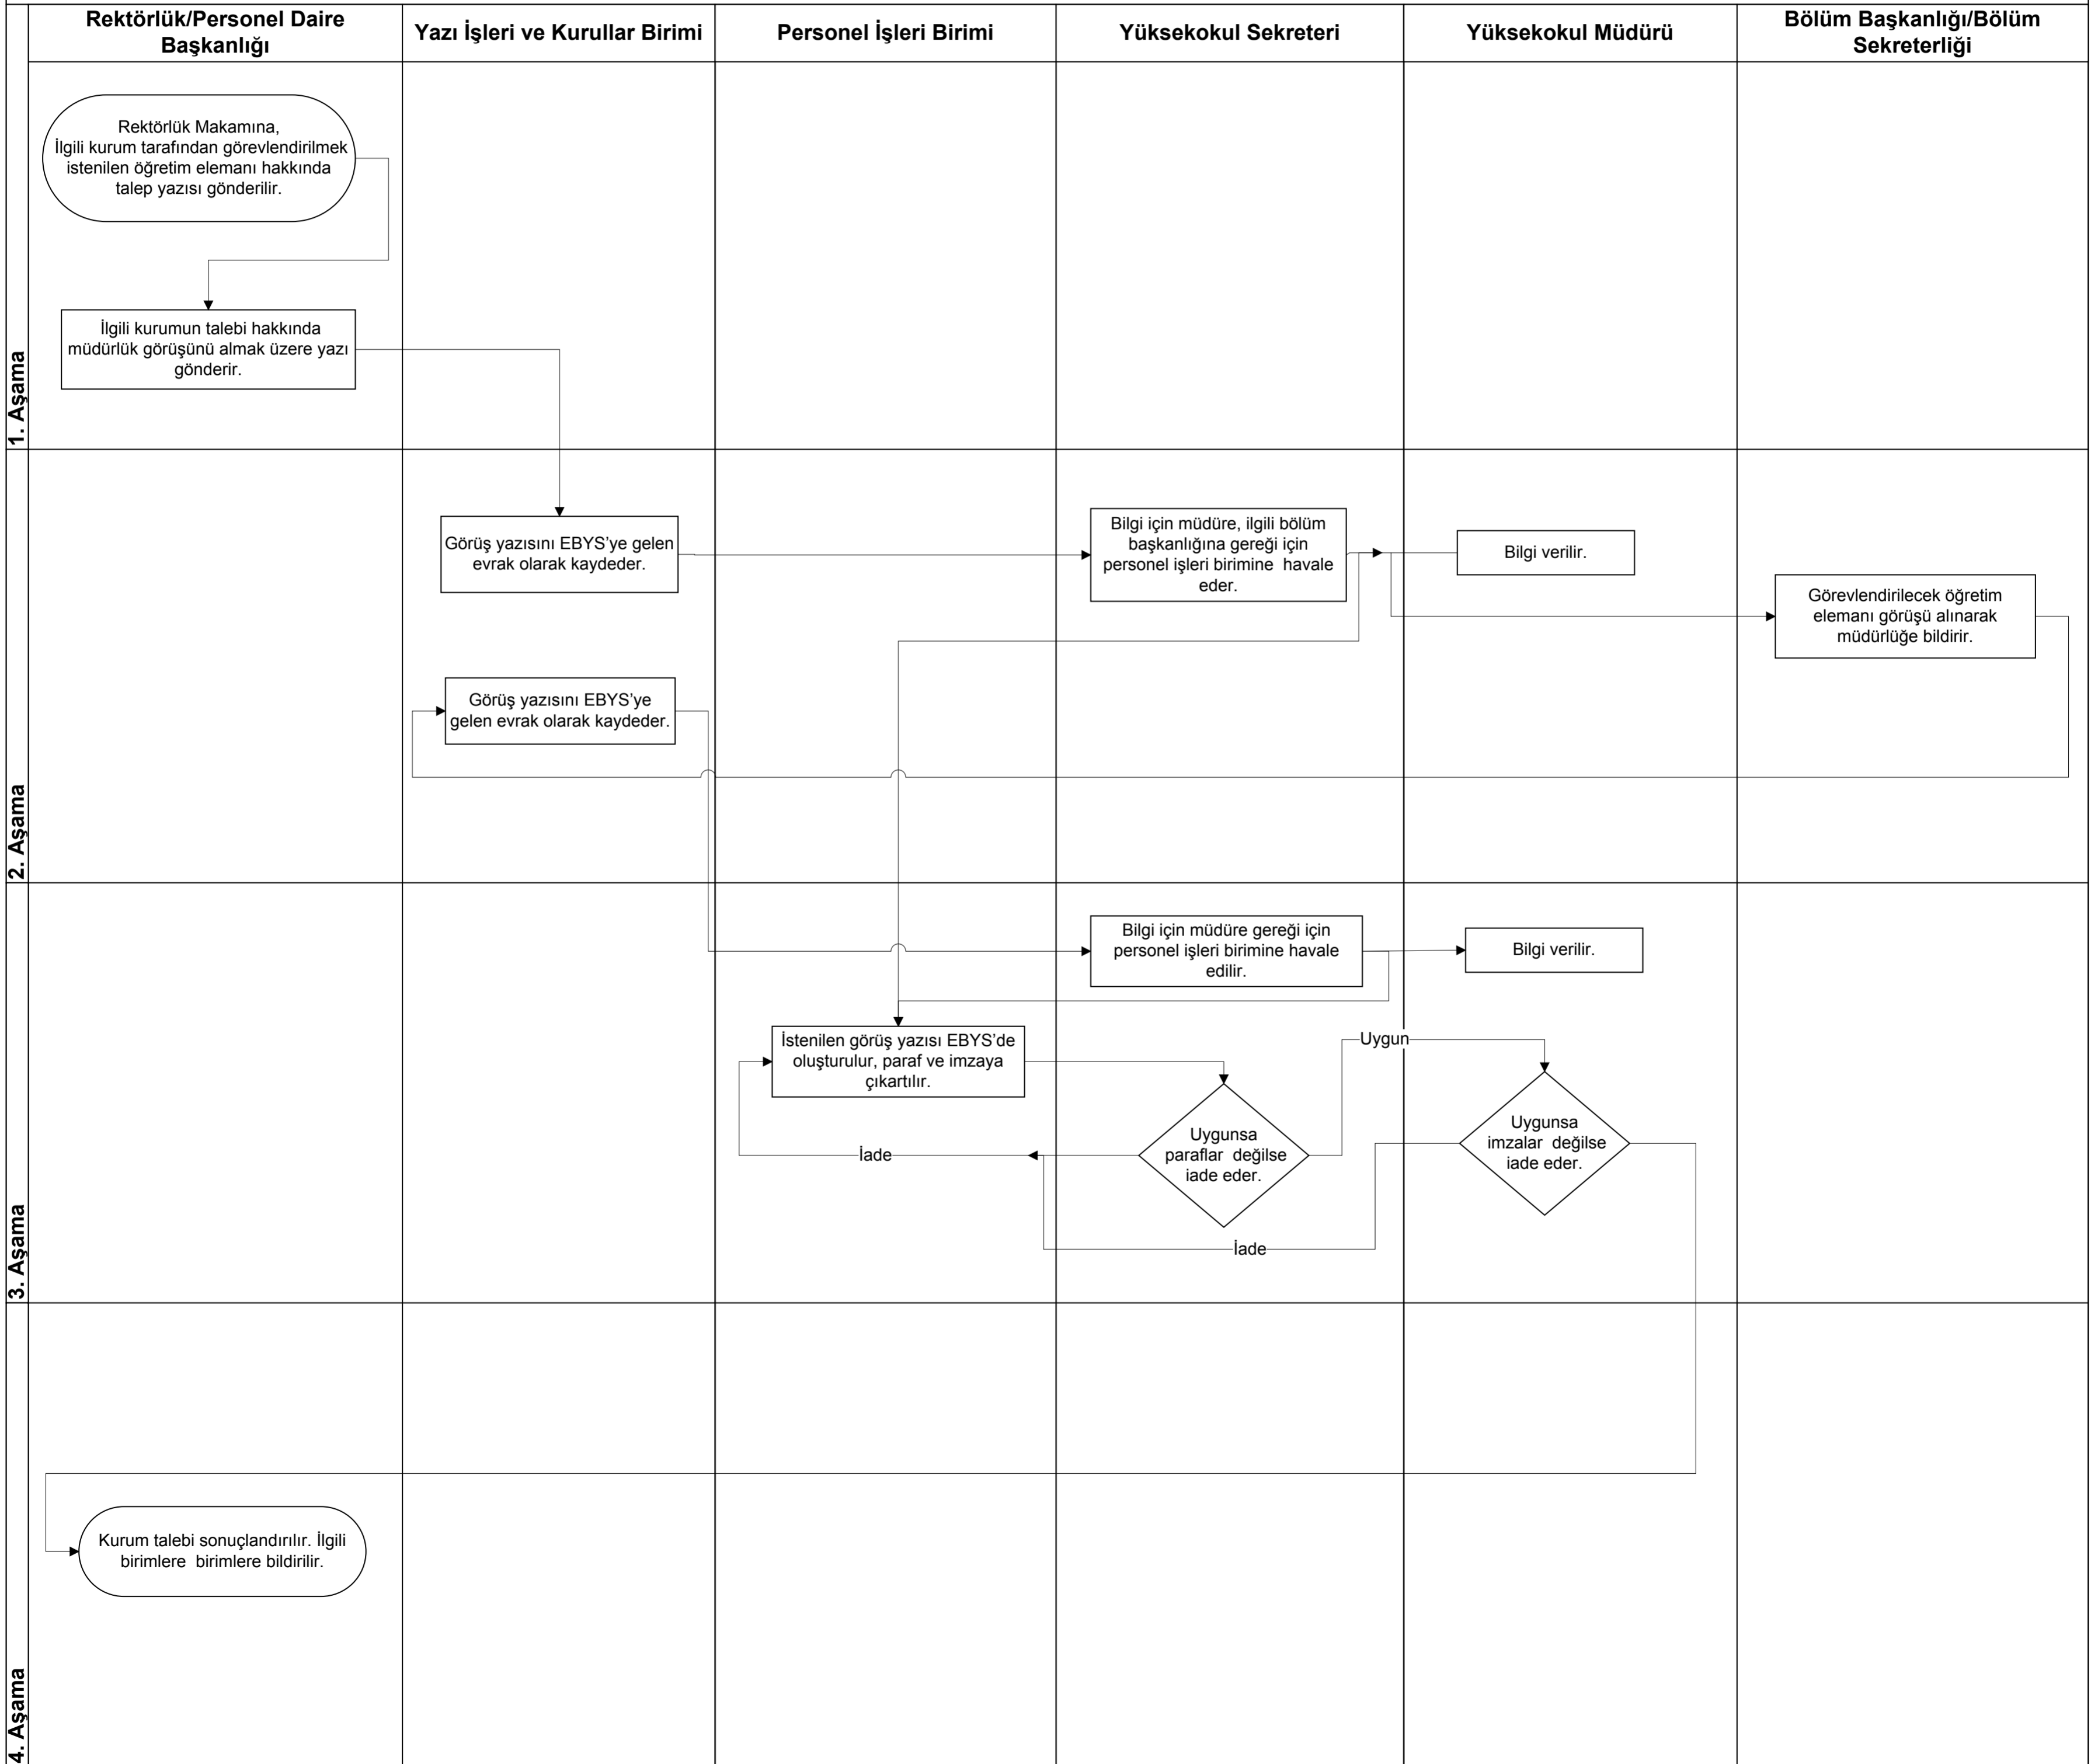 Rektörlük/Personel Daire
Başkanlığı
Yazı İşleri ve Kurullar Birimi
Personel İşleri Birimi
Yüksekokul Sekreteri
Yüksekokul Müdürü
Bölüm Başkanlığı/Bölüm
Sekreterliği
1. Aşama
Rektörlük Makamına,
İlgili kurum tarafından görevlendirilmek
istenilen öğretim elemanı hakkında
talep yazısı gönderilir.
İlgili kurumun talebi hakkında
müdürlük görüşünü almak üzere yazı
gönderir.
2. Aşama
Görüş yazısını EBYS’ye gelen
evrak olarak kaydeder.
Bilgi için müdüre, ilgili bölüm
başkanlığına gereği için
personel işleri birimine  havale
eder.
Bilgi verilir.
Görevlendirilecek öğretim
elemanı görüşü alınarak
müdürlüğe bildirir.
Görüş yazısını EBYS’ye
gelen evrak olarak kaydeder.
3. Aşama
Bilgi için müdüre gereği için
personel işleri birimine havale
edilir.
Bilgi verilir.
İstenilen görüş yazısı EBYS’de
oluşturulur, paraf ve imzaya
çıkartılır.
Uygun
Uygunsa
paraflar  değilse
iade eder.
Uygunsa
imzalar  değilse
iade eder.
İade
İade
4. Aşama
Kurum talebi sonuçlandırılır. İlgili
birimlere  birimlere bildirilir.